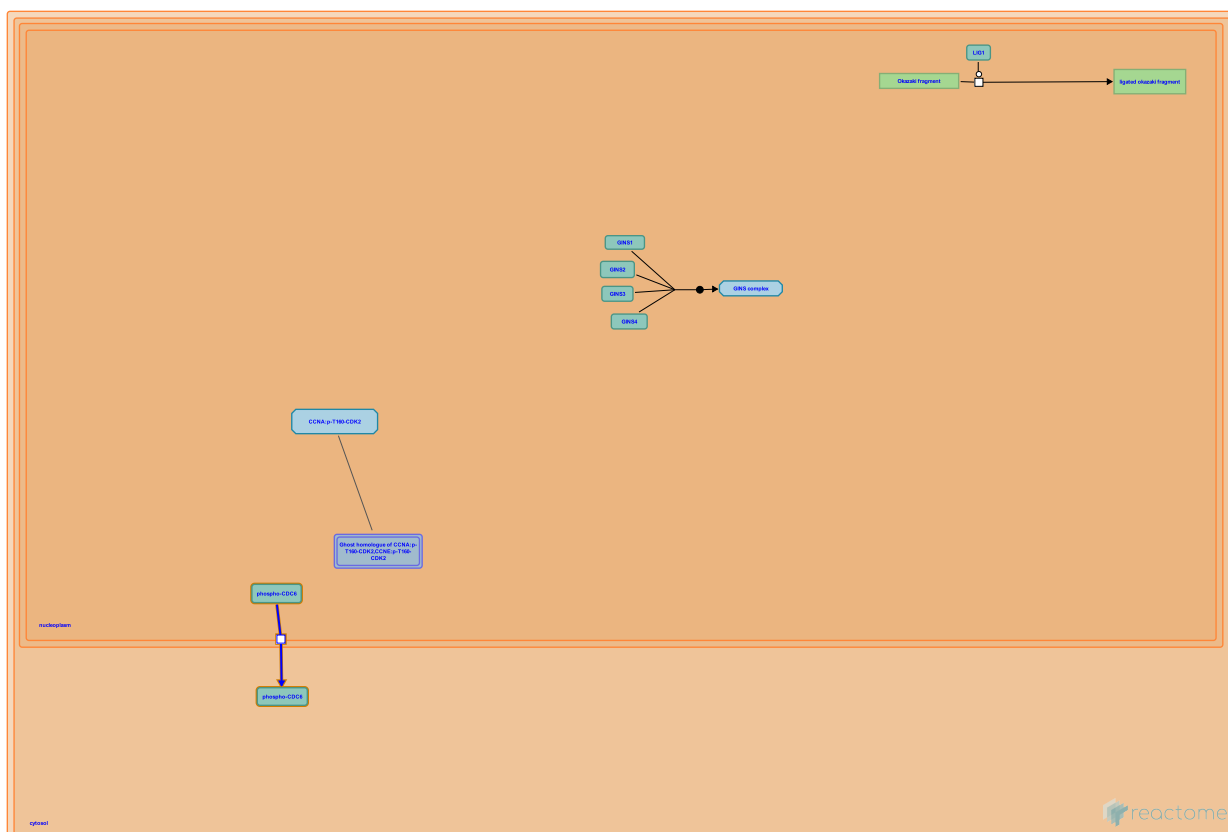 LIG1
Okazaki fragment
ligated okazaki fragment
GINS1
GINS2
GINS3
GINS4
GINS complex
CCNA:p-T160-CDK2
Ghost homologue of CCNA:p-
T160-CDK2,CCNE:p-T160-
CDK2
phospho-CDC6
nucleoplasm
phospho-CDC6
cytosol
reactome